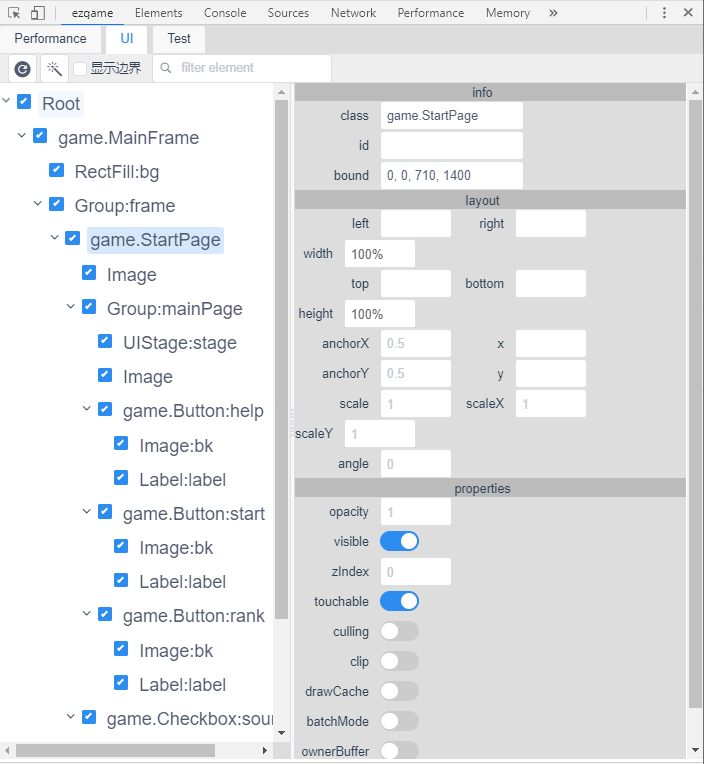 ezqame Elements Console Sources Network Performance Memory »
Performance UI Test
显示边界 filter element
Root
game.MainFrame
RectFill:bg
Group:frame
game.StartPage
Image
Group:mainPage
UIStage:stage
Image
game.Button:help
Image:bk
Label:label
game.Button:start
Image:bk
Label:label
game.Button:rank
Image:bk
Label:label
game.Checkbox:sour
info
class game.StartPage
id
bound 0, 0, 710, 1400
layout
left right
width 100%
top bottom
height 100%
anchorX 0.5 x
anchorY 0.5 y
scale 1 scaleX 1
scaleY 1
angle 0
properties
opacity 1
visible
zIndex 0
touchable
culling
clip
drawCache
batchMode
ownerBuffer